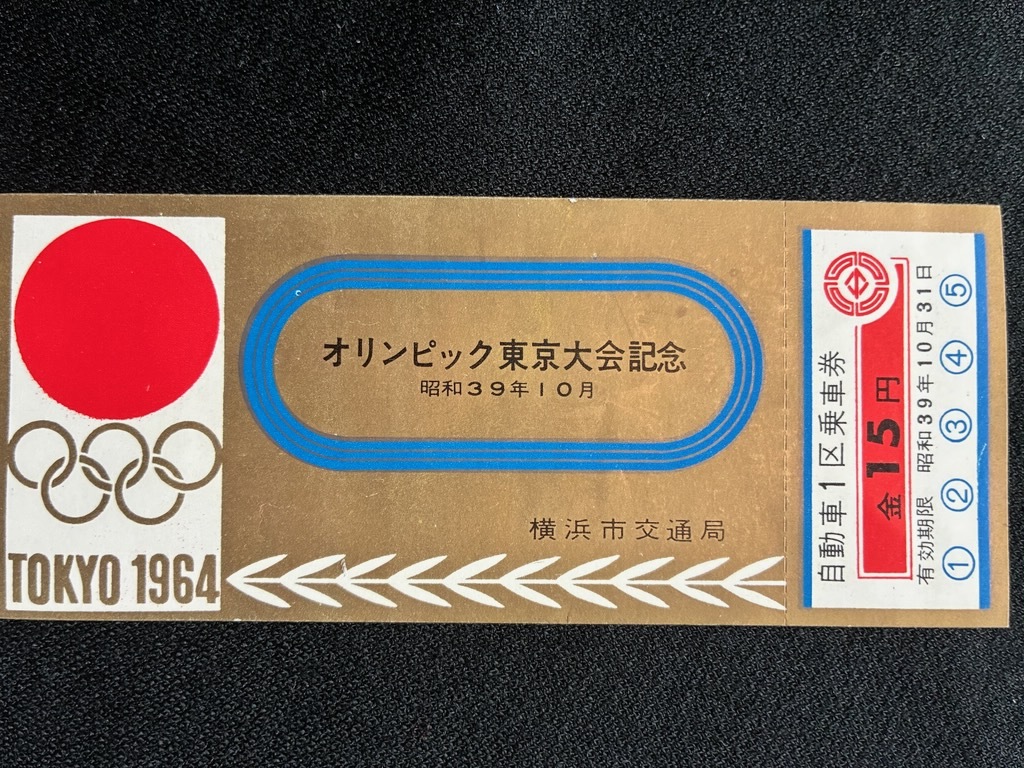 TOKYO 1964
オリンピック東京大会記念
昭和39年10月
横浜市交通局
自動車1区乗車券
金15円
有効期限 昭和39年10月31日
① ② ③ ④ ⑤